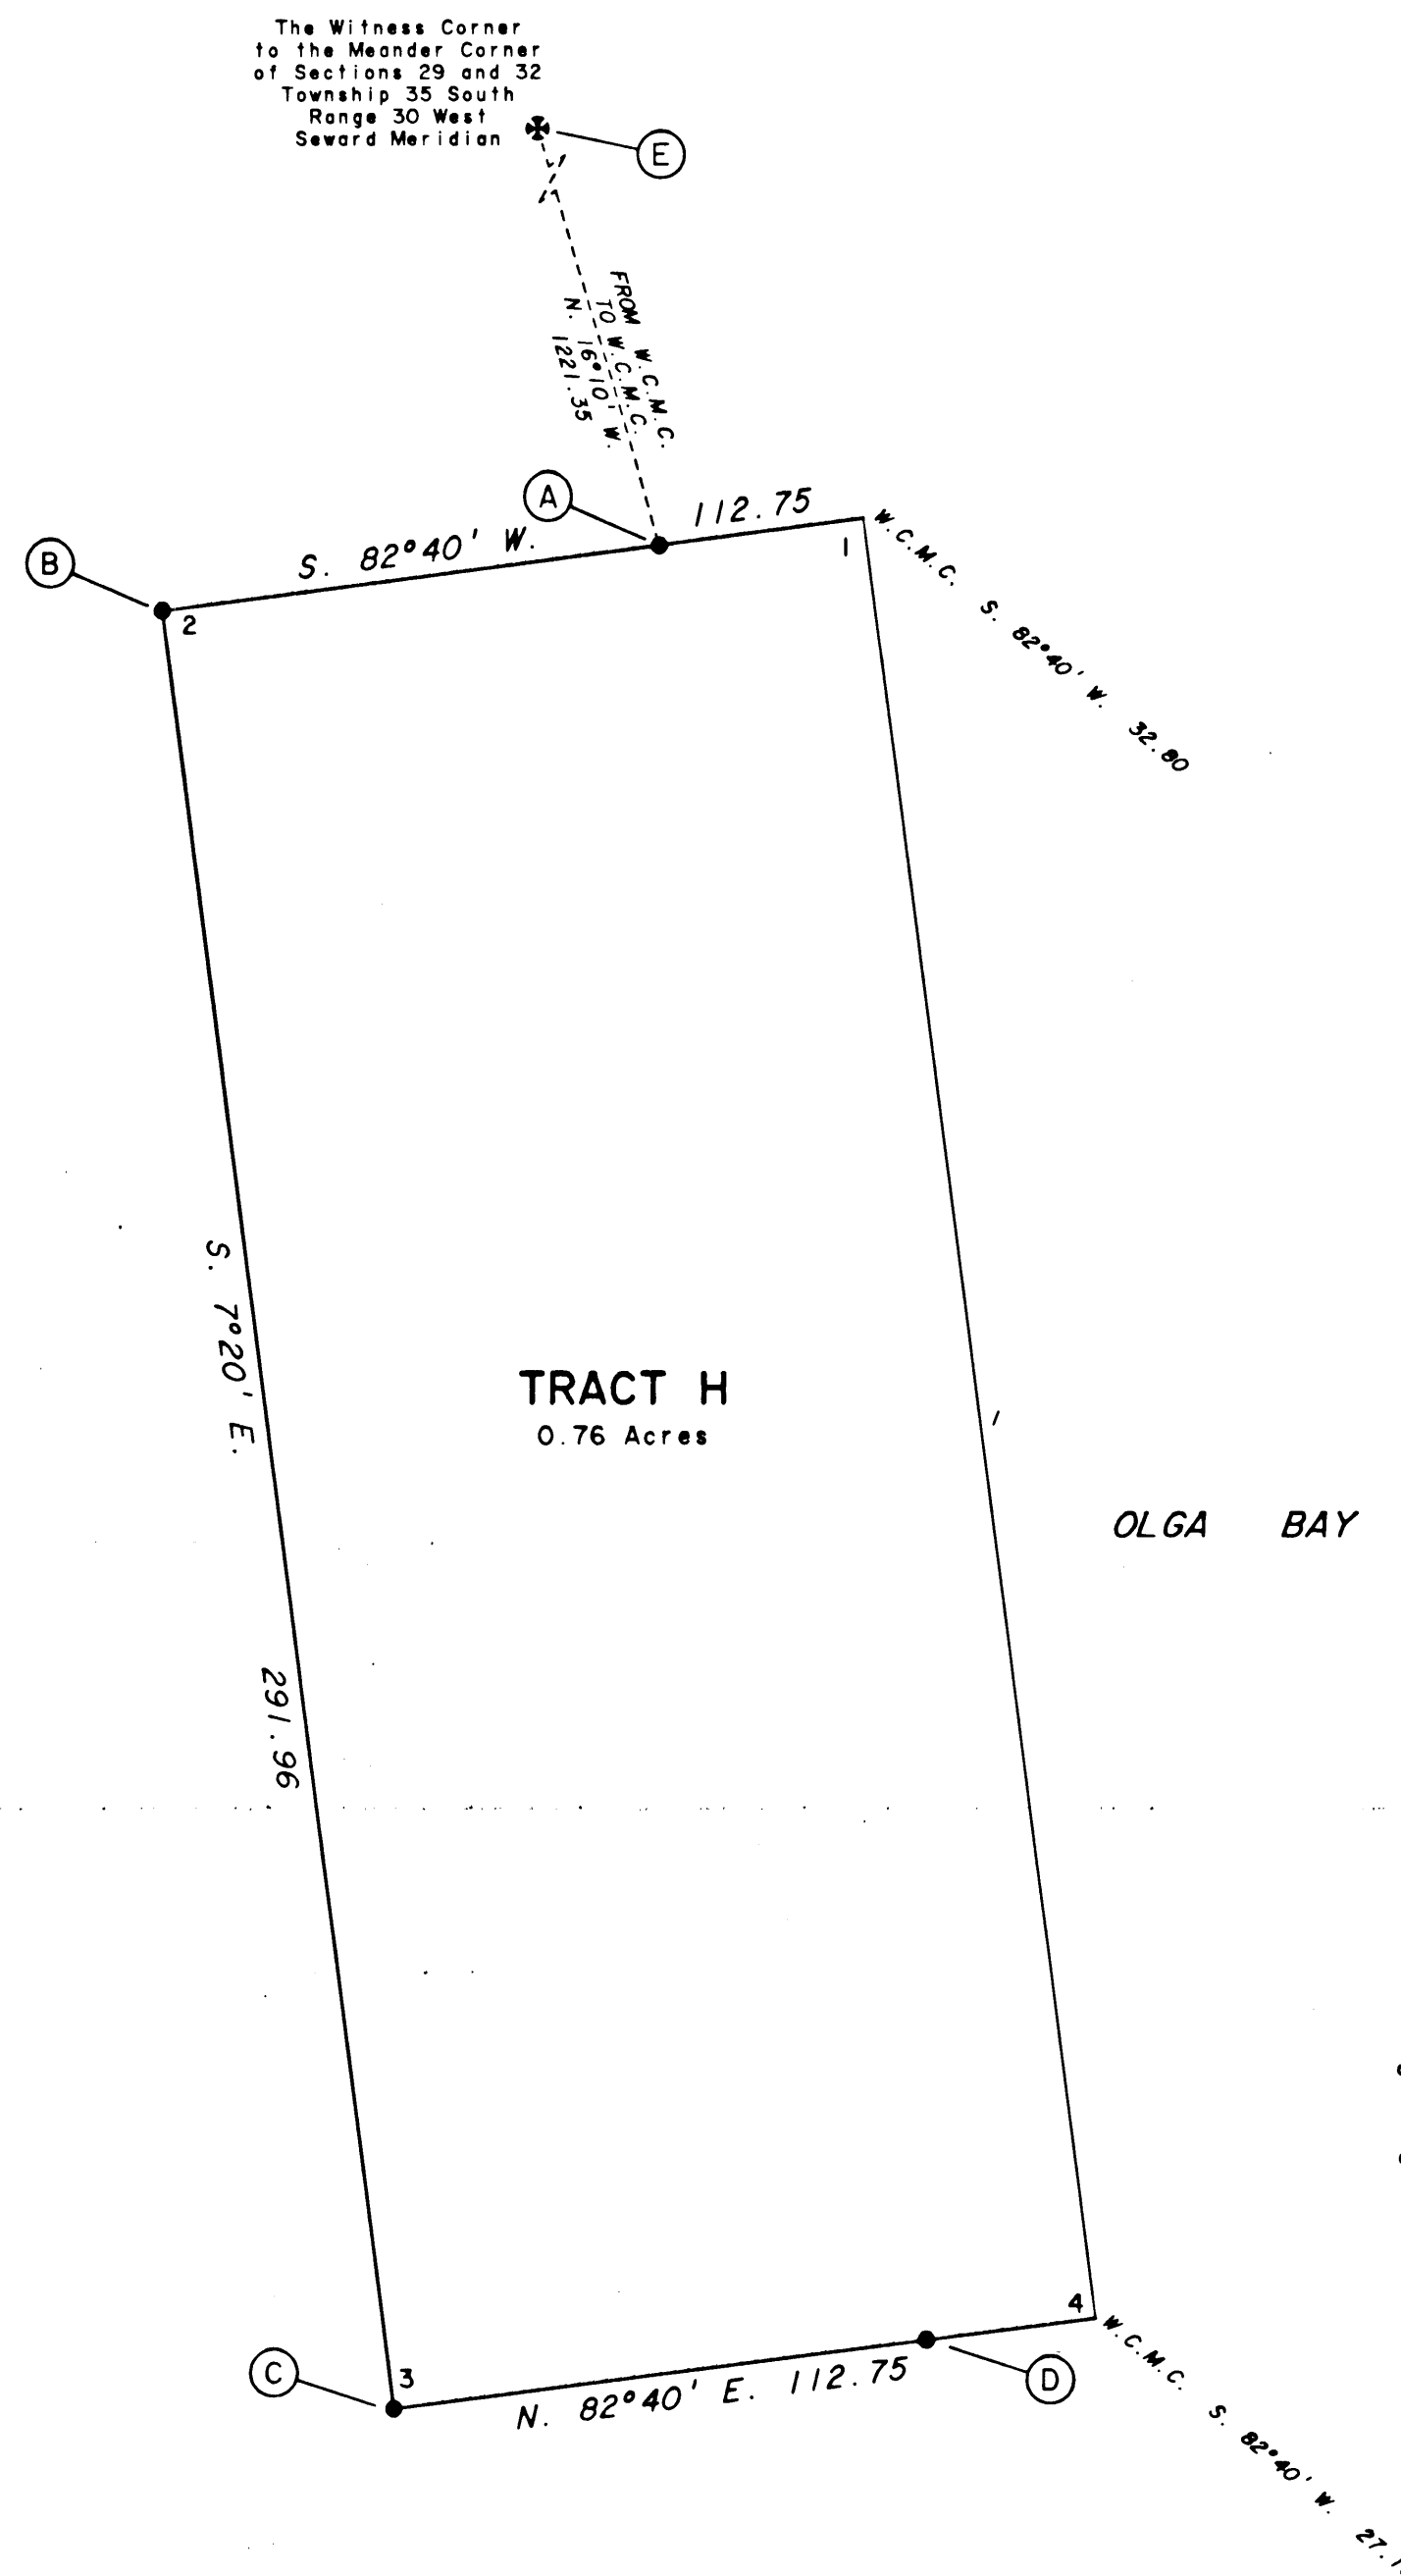 The Witness Corner
to the Meander Corner
of Sections 29 and 32
Township 35 South
Range 30 West
Seward Meridian
E
FROM W.C.M.C.
TO W.C.M.C.
N. 16°10' W.
1221.35
A
112.75
S. 82°40' W.
B
1
W.C.M.C. S. 82°40' W. 32.80
2
S. 7°20' E.
291.96
TRACT H
0.76 Acres
OLGA BAY
4
W.C.M.C. S. 82°40' W.
3
C
D
N. 82°40' E. 112.75